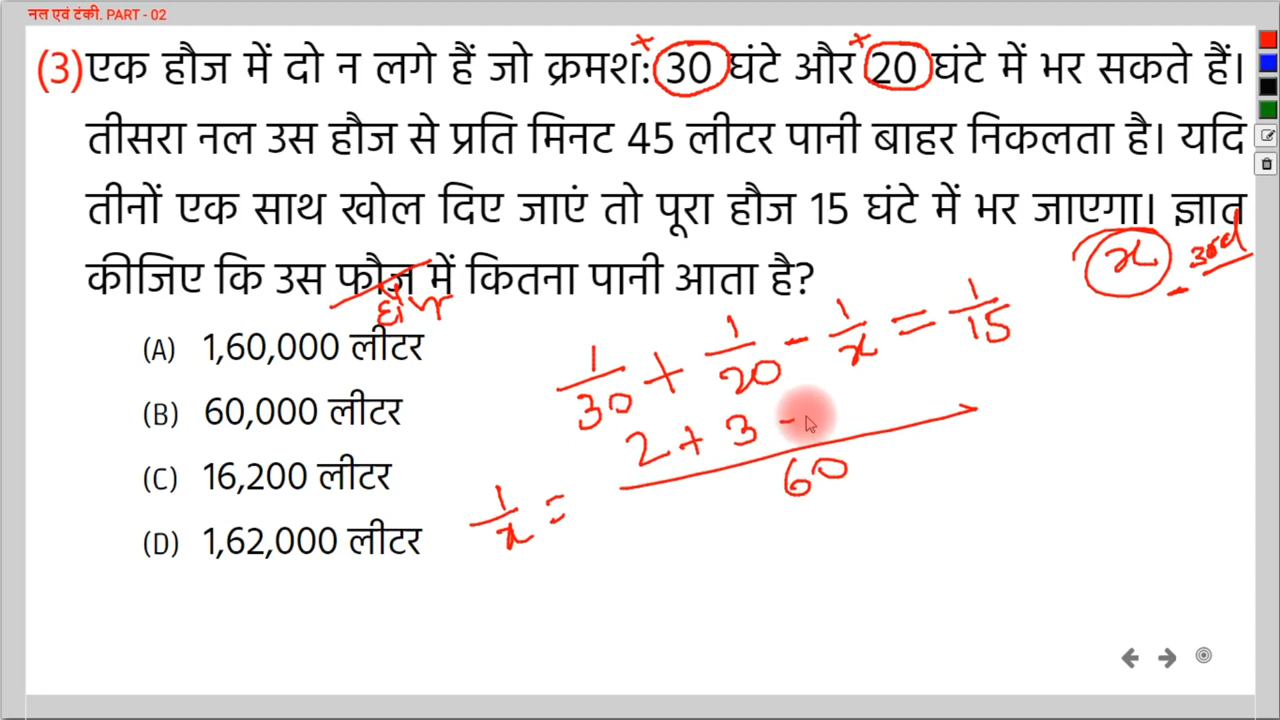 नल एवं टंकी. PART - 02
(3) एक हौज में दो न लगे हैं जो क्रमश: 30 घंटे और 20 घंटे में भर सकते हैं।
तीसरा नल उस हौज से प्रति मिनट 45 लीटर पानी बाहर निकलता है। यदि
तीनों एक साथ खोल दिए जाएं तो पूरा हौज 15 घंटे में भर जाएगा। ज्ञात
x 3rd
कीजिए कि उस फौज में कितना पानी आता है?
हौज
(A) 1,60,000 लीटर
1/30 + 1/20 - 1/x = 1/15
(B) 60,000 लीटर
2 + 3 -
60
(C) 16,200 लीटर
1/x =
(D) 1,62,000 लीटर